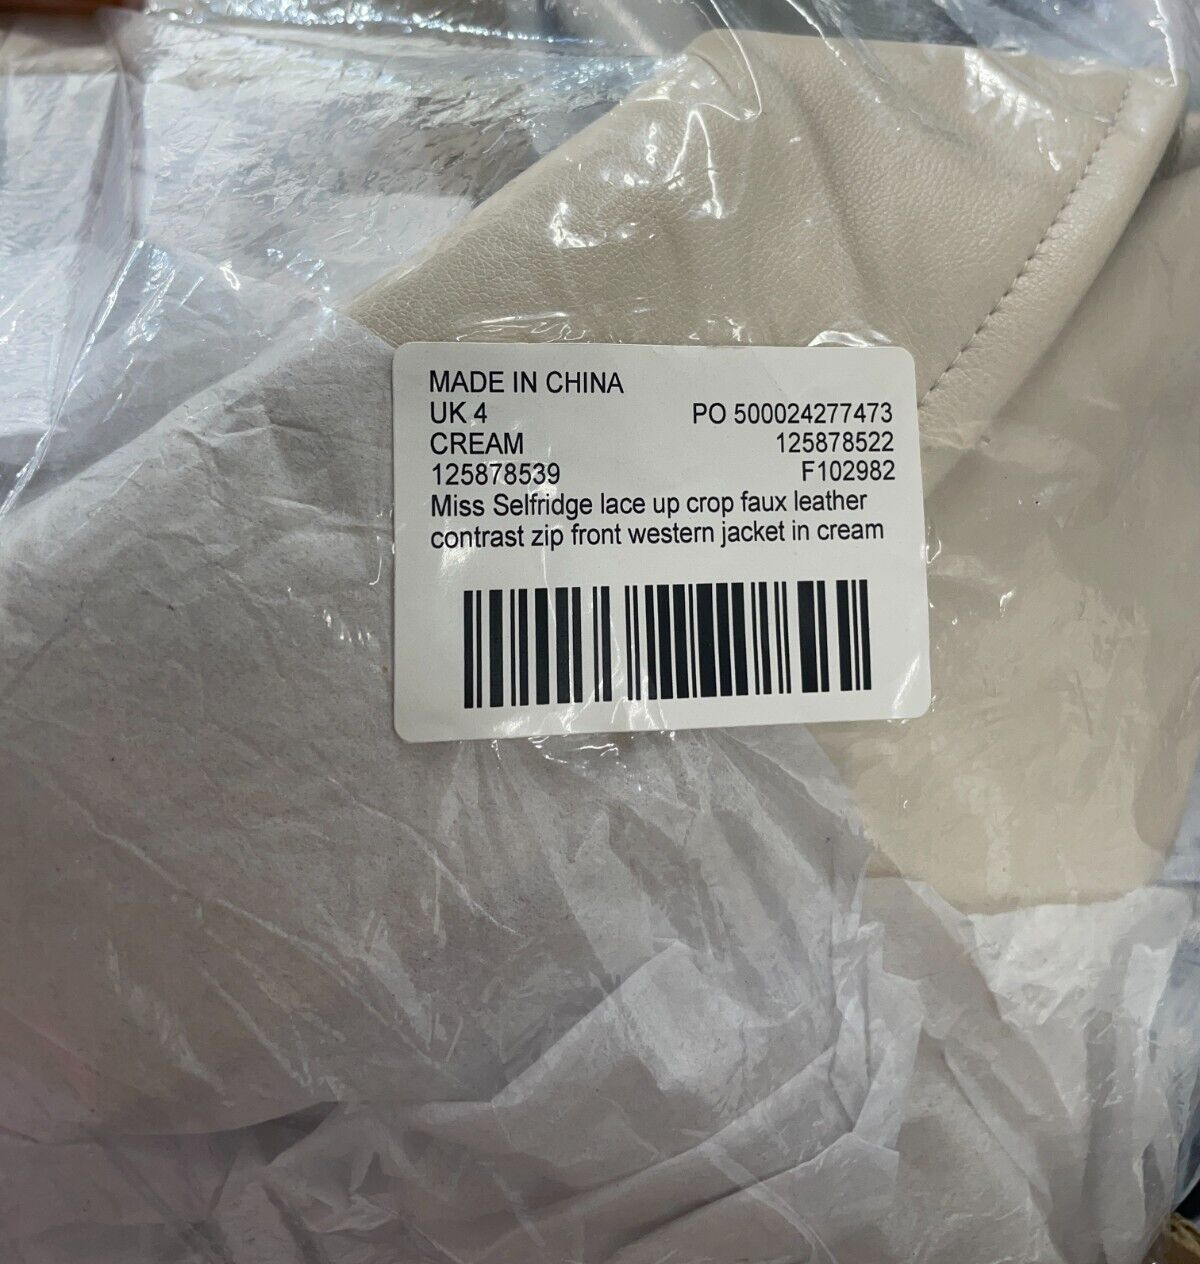 MADE IN CHINA
UK 4 PO 500024277473
CREAM 125878522
125878539 F102982
Miss Selfridge lace up crop faux leather
contrast zip front western jacket in cream